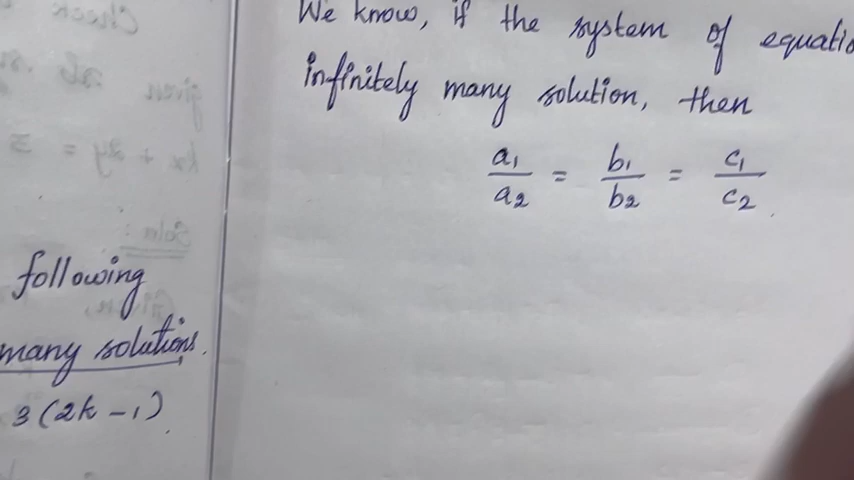 We know, if the system of equatio
infinitely many solution, then
a1/a2 = b1/b2 = c1/c2
following
many solutions.
3(2k-1)